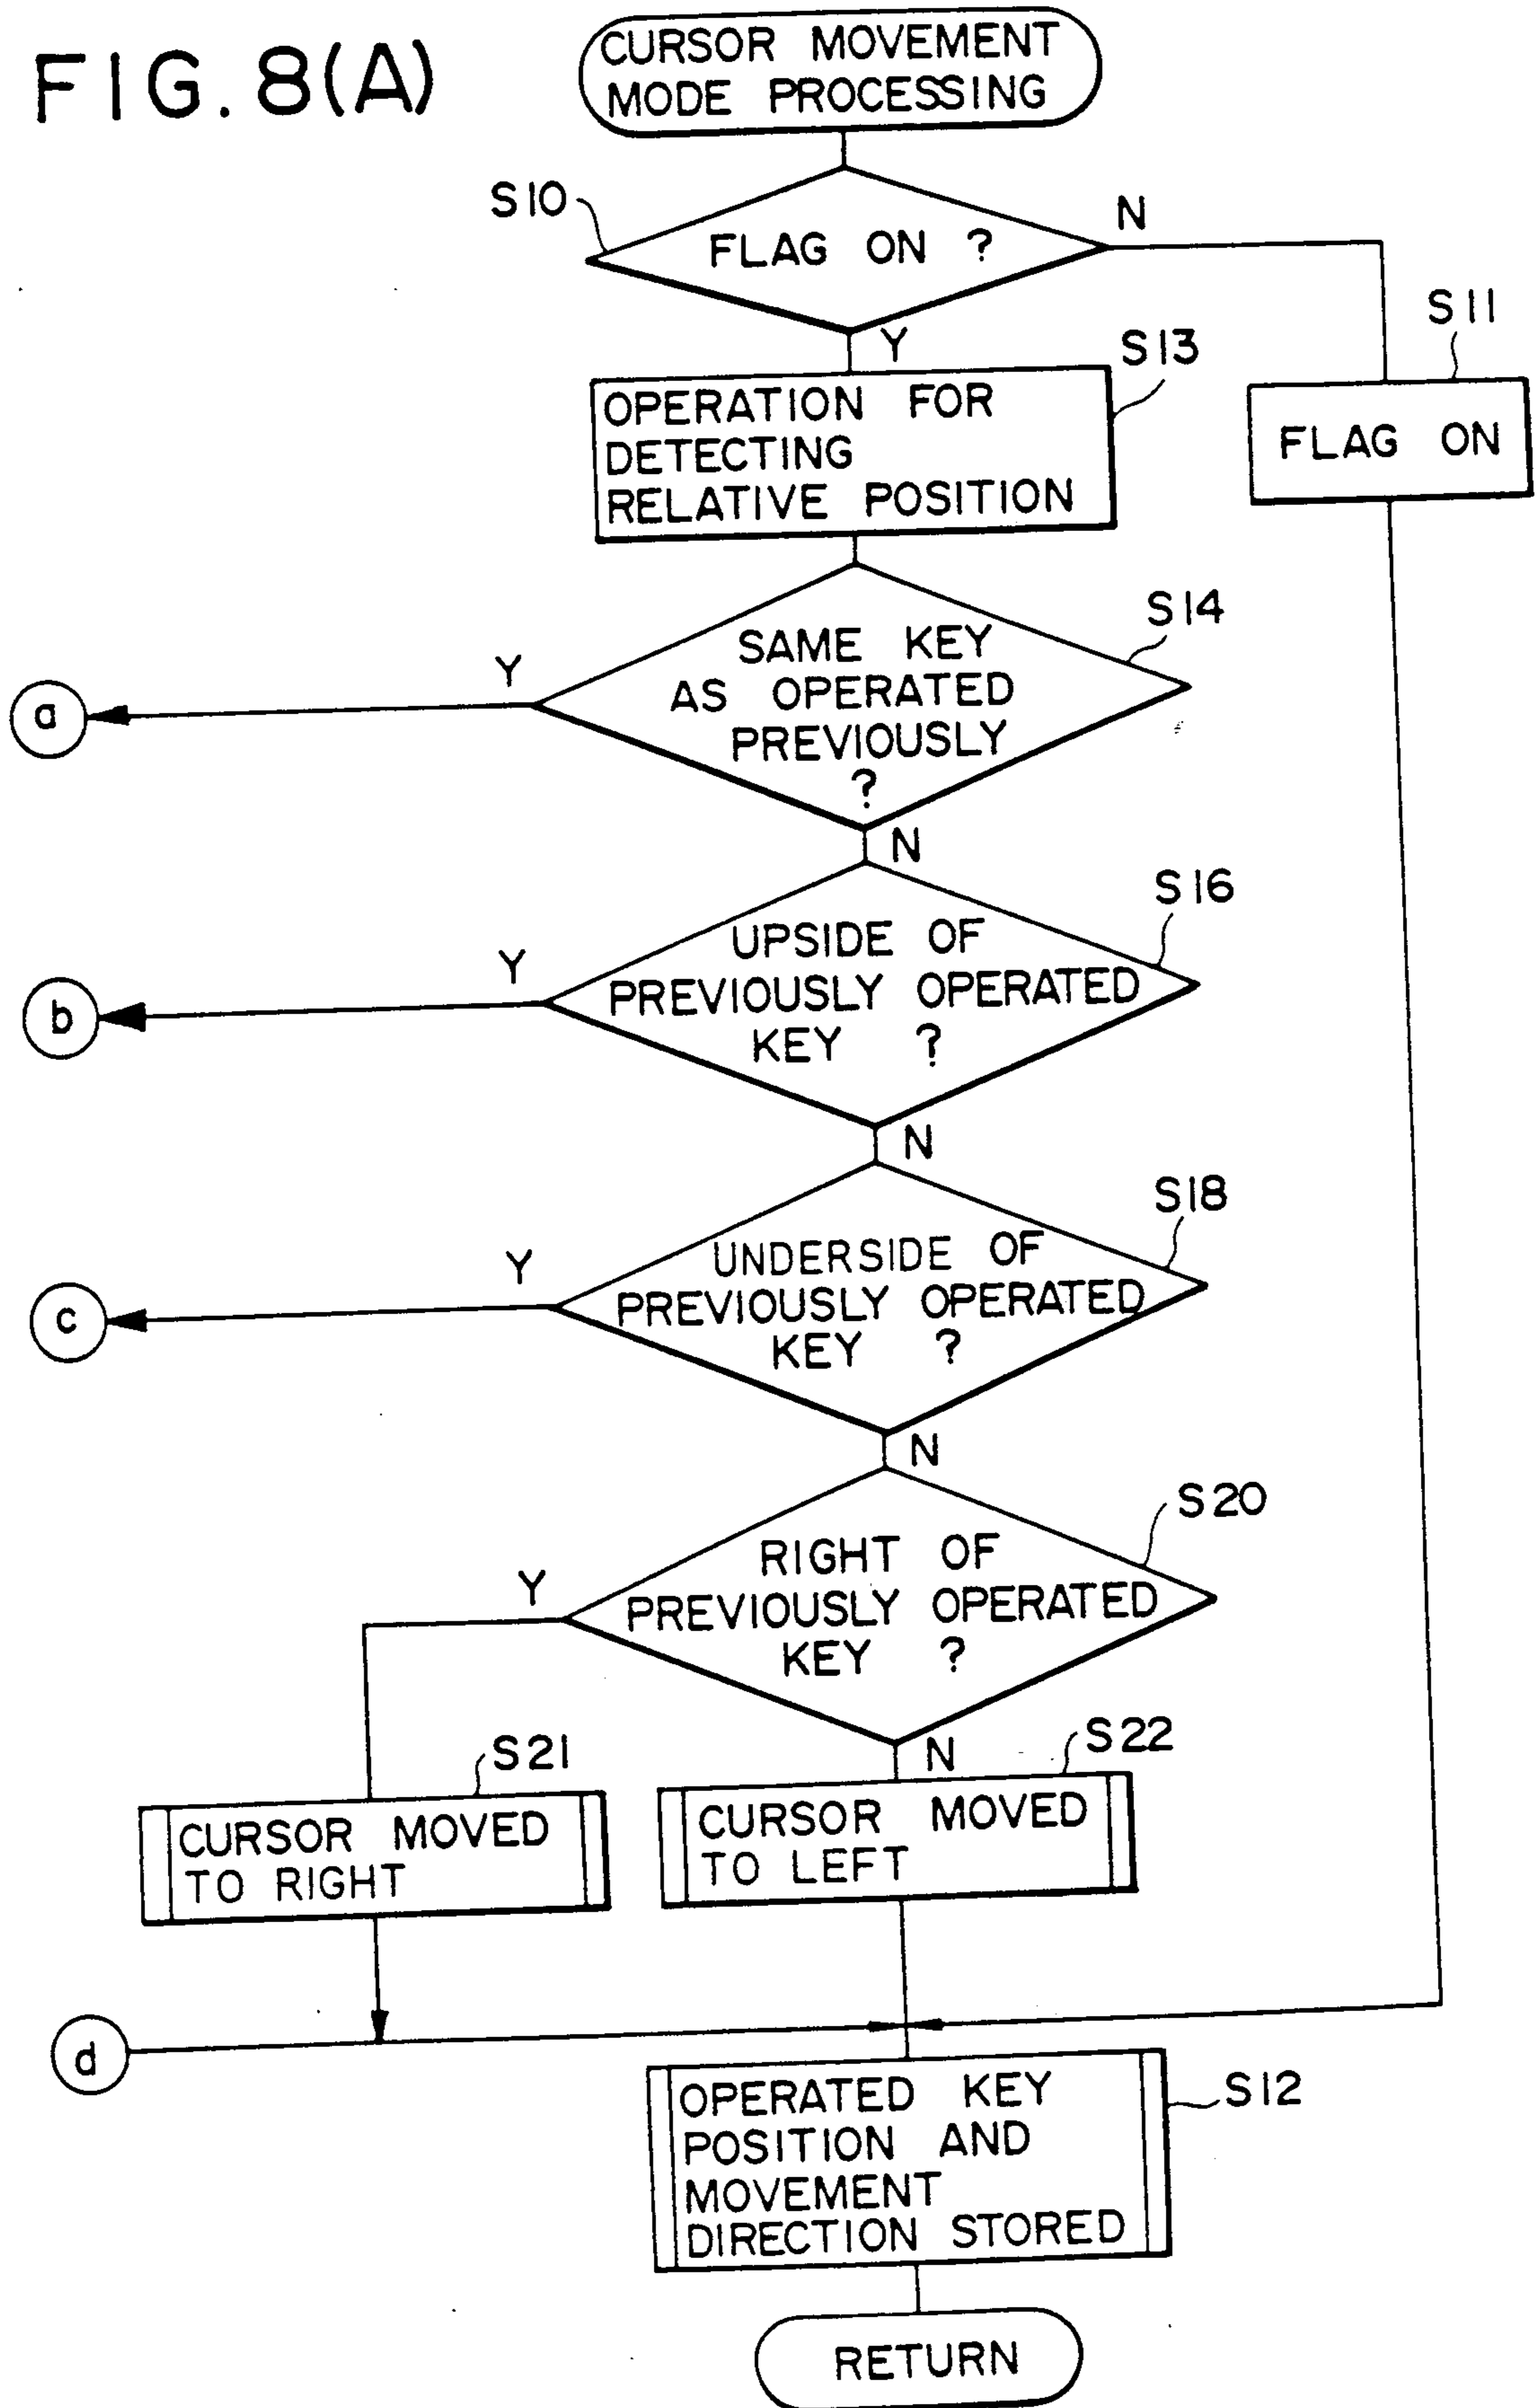 FIG. 8(A)
CURSOR MOVEMENT
MODE PROCESSING
S10
FLAG ON ?
N
Y
S11
FLAG ON
S13
OPERATION FOR
DETECTING
RELATIVE POSITION
S14
SAME KEY
AS OPERATED
PREVIOUSLY
?
Y
a
N
S16
UPSIDE OF
PREVIOUSLY OPERATED
KEY ?
Y
b
N
S18
UNDERSIDE OF
PREVIOUSLY OPERATED
KEY ?
Y
c
N
S20
RIGHT OF
PREVIOUSLY OPERATED
KEY ?
Y
N
S21
CURSOR MOVED
TO RIGHT
S22
CURSOR MOVED
TO LEFT
d
S12
OPERATED KEY
POSITION AND
MOVEMENT
DIRECTION STORED
RETURN